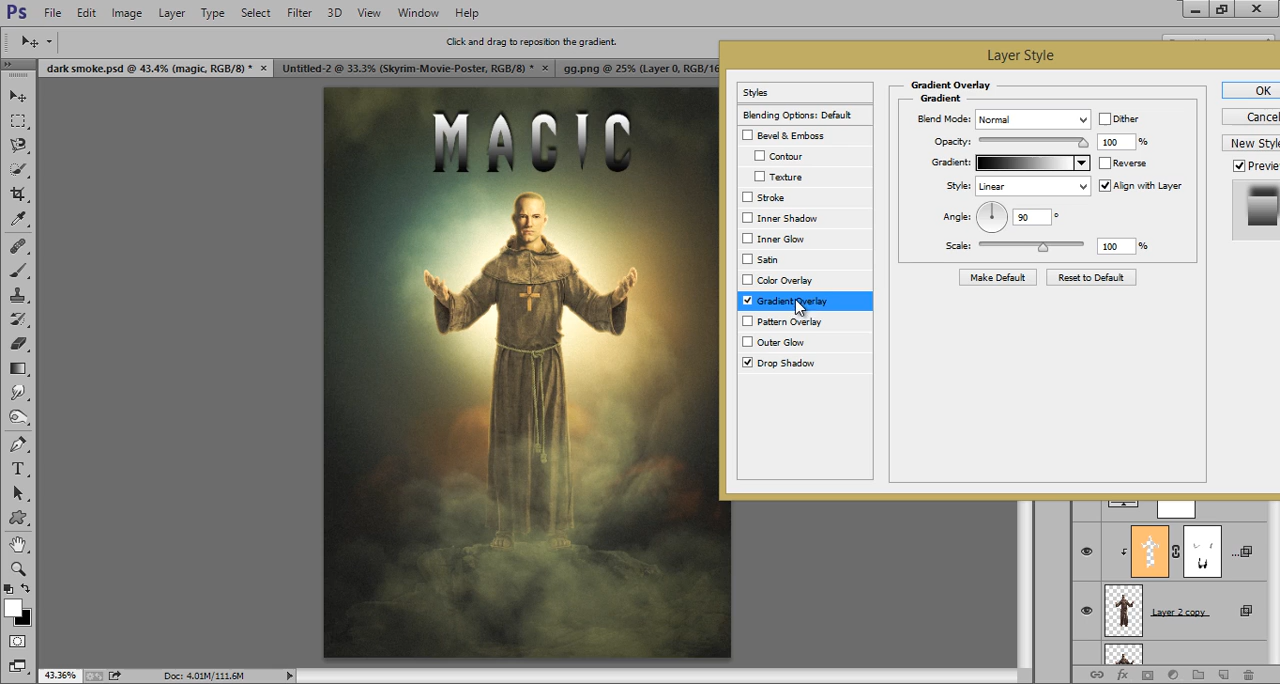 Ps File Edit Image Layer Type Select Filter 3D View Window Help
Click and drag to reposition the gradient.
dark smoke.psd @ 43.4% (magic, RGB/8) * × Untitled-2 @ 33.3% (Skyrim-Movie-Poster, RGB/8) * × gg.png @ 25% (Layer 0, RGB/16
Layer Style
MAGIC
Styles
Blending Options: Default
Bevel & Emboss
Contour
Texture
Stroke
Inner Shadow
Inner Glow
Satin
Color Overlay
Gradient Overlay
Pattern Overlay
Outer Glow
Drop Shadow
Gradient Overlay
Gradient
Blend Mode: Normal Dither
Opacity: 100 %
Gradient: Reverse
Style: Linear Align with Layer
Angle: 90 °
Scale: 100 %
Make Default Reset to Default
OK
Cancel
New Style
Preview
Layer 2 copy
43.36% Doc: 4.01M/111.6M